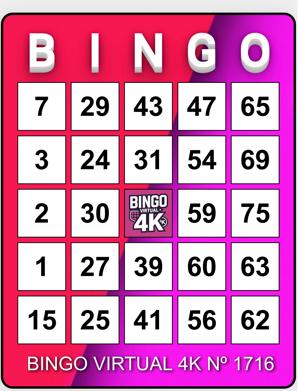 B I N G O
7 29 43 47 65
3 24 31 54 69
2 30 BINGO VIRTUAL 4K 59 75
1 27 39 60 63
15 25 41 56 62
BINGO VIRTUAL 4K Nº 1716